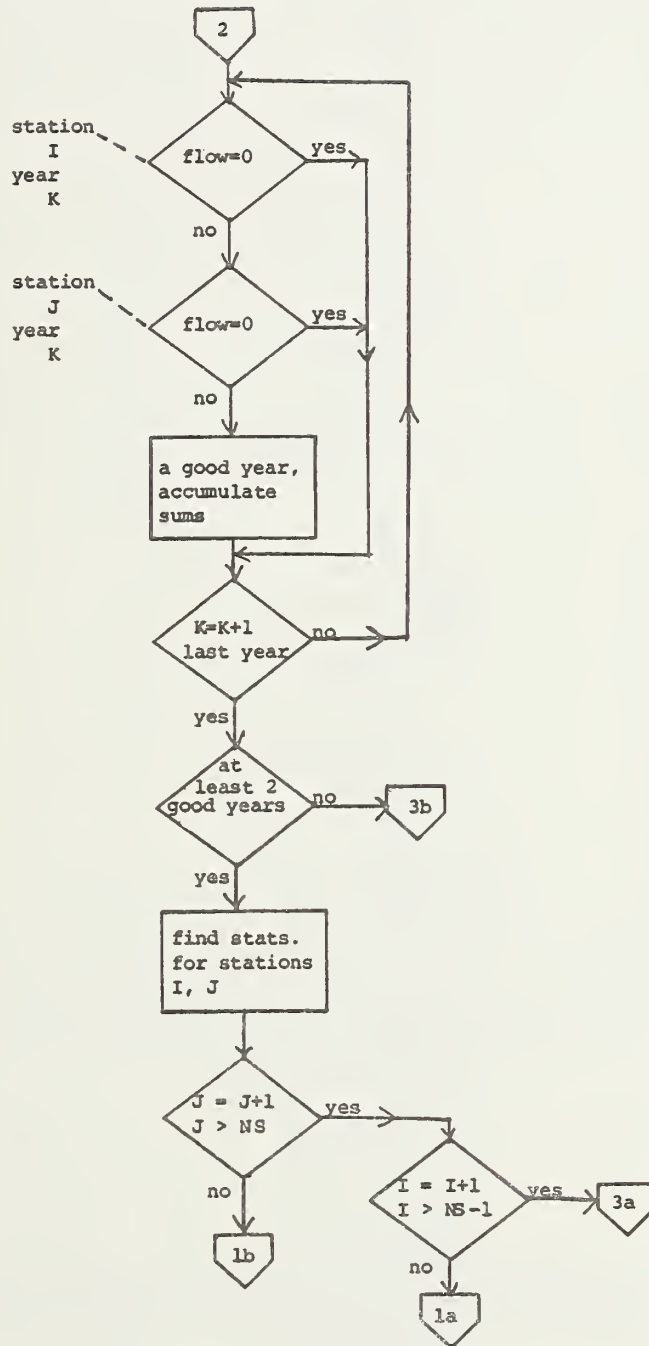 2
station
I
year
K
flow=0
yes
no
station
J
year
K
flow=0
yes
no
a good year,
accumulate
sums
K=K+1
last year
no
yes
at
least 2
good years
no
3b
yes
find stats.
for stations
I, J
J = J+1
J > NS
yes
no
1b
I = I+1
I > NS-1
yes
3a
no
1a